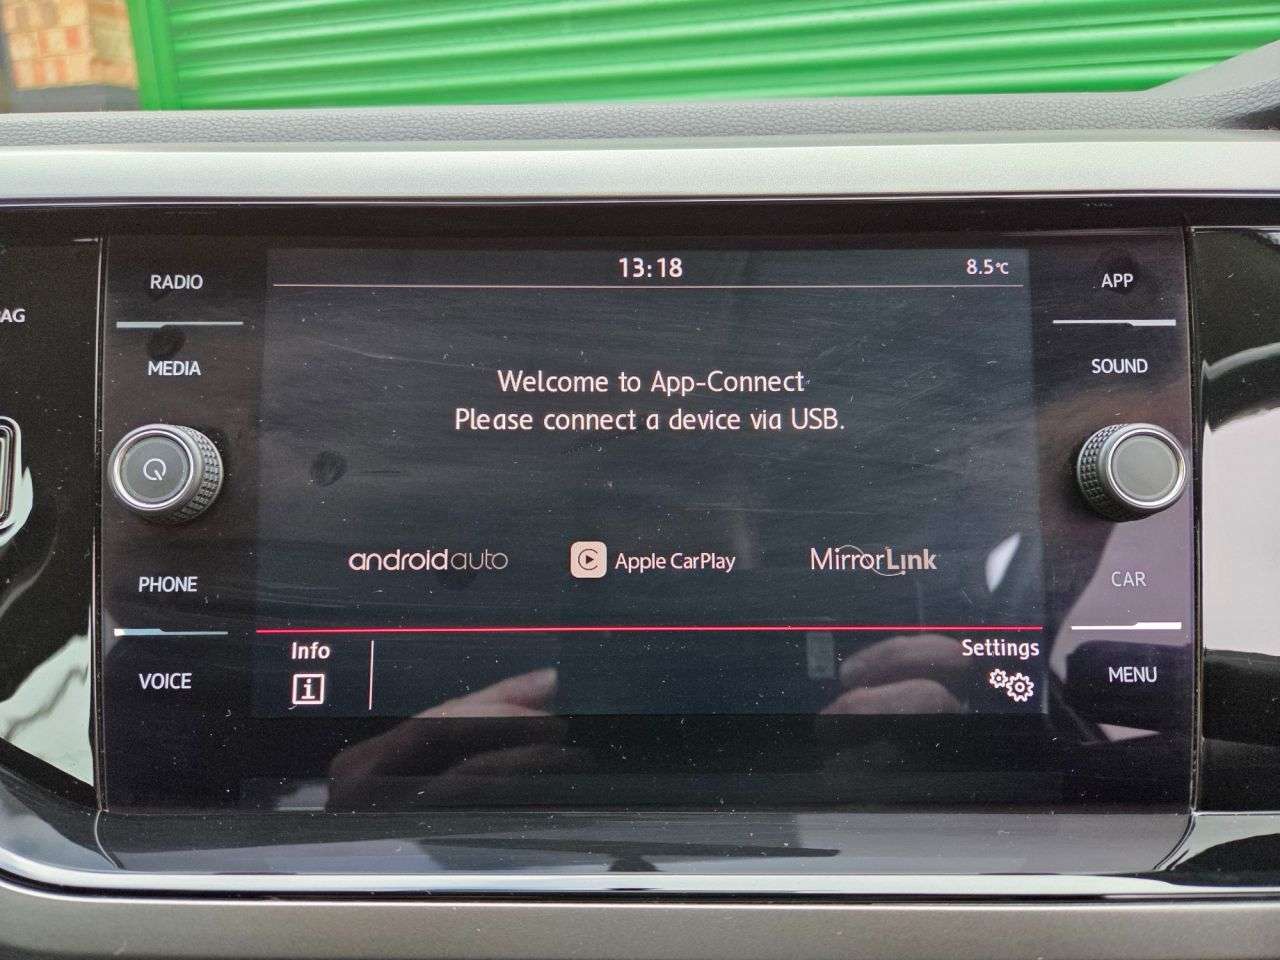 13:18
8.5°C
RADIO
APP
AG
MEDIA
SOUND
Welcome to App-Connect
Please connect a device via USB.
androidauto
Apple CarPlay
MirrorLink
PHONE
CAR
Info
Settings
VOICE
MENU
i